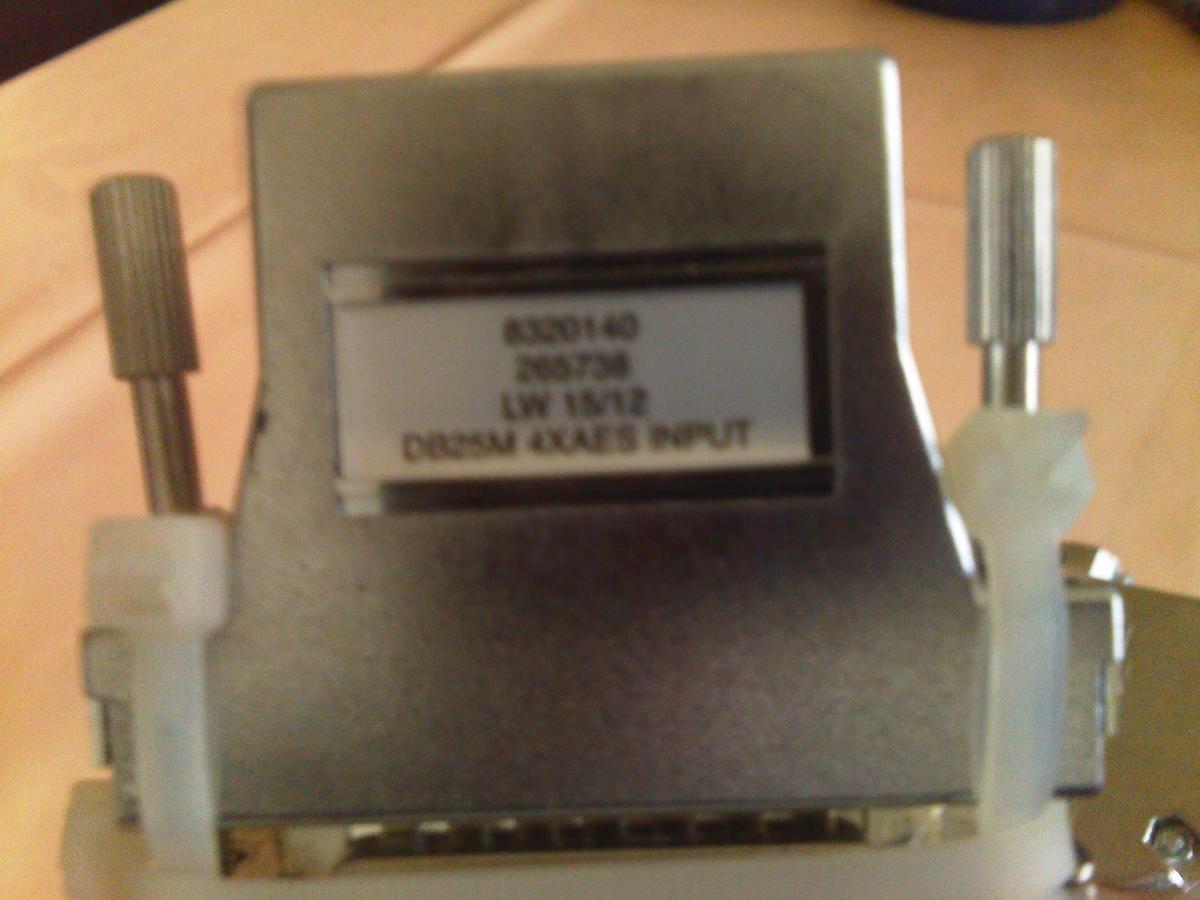 8320140
265738
LW 15/12
DB25M 4XAES INPUT